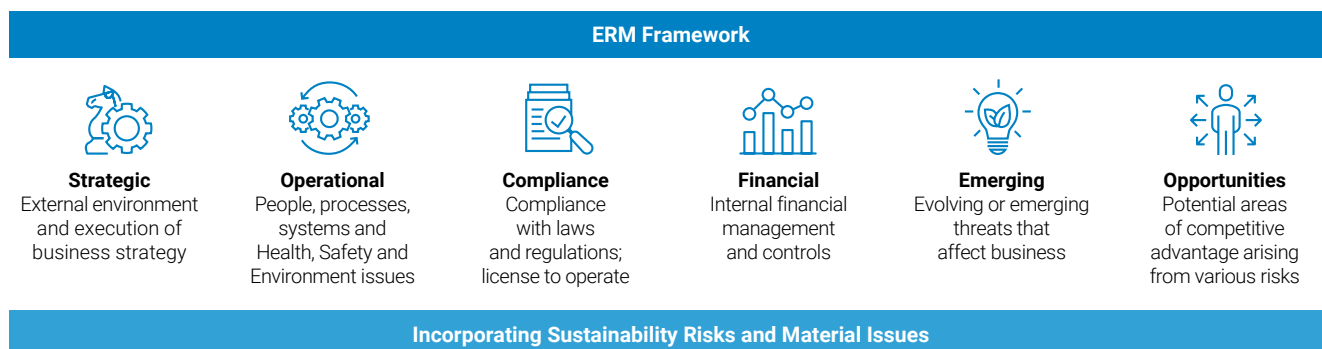 ERM Framework
Strategic
External environment
and execution of
business strategy
Operational
People, processes,
systems and
Health, Safety and
Environment issues
Compliance
Compliance
with laws
and regulations;
license to operate
Financial
Internal financial
management
and controls
Emerging
Evolving or emerging
threats that
affect business
Opportunities
Potential areas
of competitive
advantage arising
from various risks
Incorporating Sustainability Risks and Material Issues